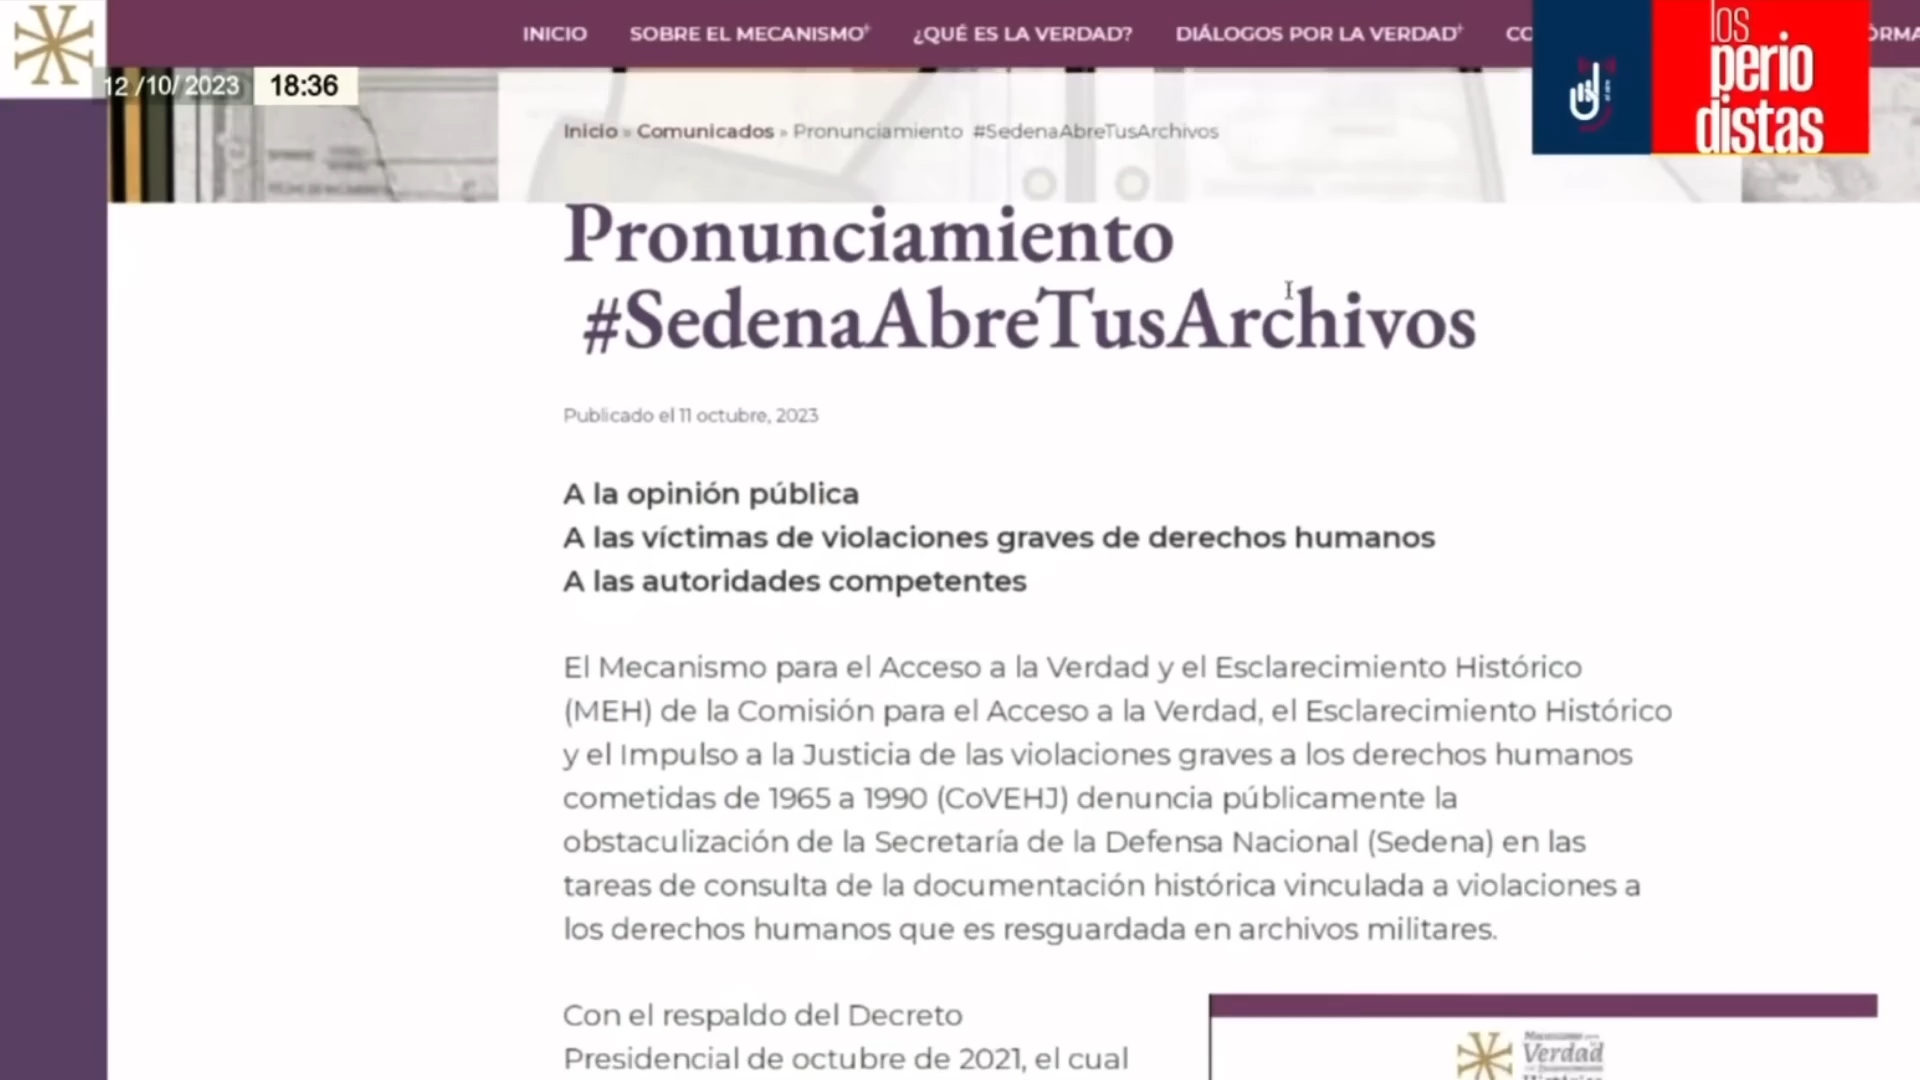 INICIO SOBRE EL MECANISMO+ ¿QUÉ ES LA VERDAD? DIÁLOGOS POR LA VERDAD+
los
perio
distas
12 /10/ 2023 18:36
Inicio » Comunicados » Pronunciamiento #SedenaAbreTusArchivos
Pronunciamiento
#SedenaAbreTusArchivos
Publicado el 11 octubre, 2023
A la opinión pública
A las víctimas de violaciones graves de derechos humanos
A las autoridades competentes
El Mecanismo para el Acceso a la Verdad y el Esclarecimiento Histórico
(MEH) de la Comisión para el Acceso a la Verdad, el Esclarecimiento Histórico
y el Impulso a la Justicia de las violaciones graves a los derechos humanos
cometidas de 1965 a 1990 (CoVEHJ) denuncia públicamente la
obstaculización de la Secretaría de la Defensa Nacional (Sedena) en las
tareas de consulta de la documentación histórica vinculada a violaciones a
los derechos humanos que es resguardada en archivos militares.
Con el respaldo del Decreto
Presidencial de octubre de 2021, el cual
Verdad